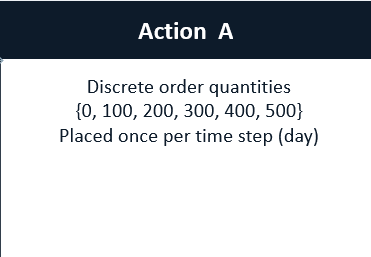 Action A
Discrete order quantities
{0, 100, 200, 300, 400, 500}
Placed once per time step (day)